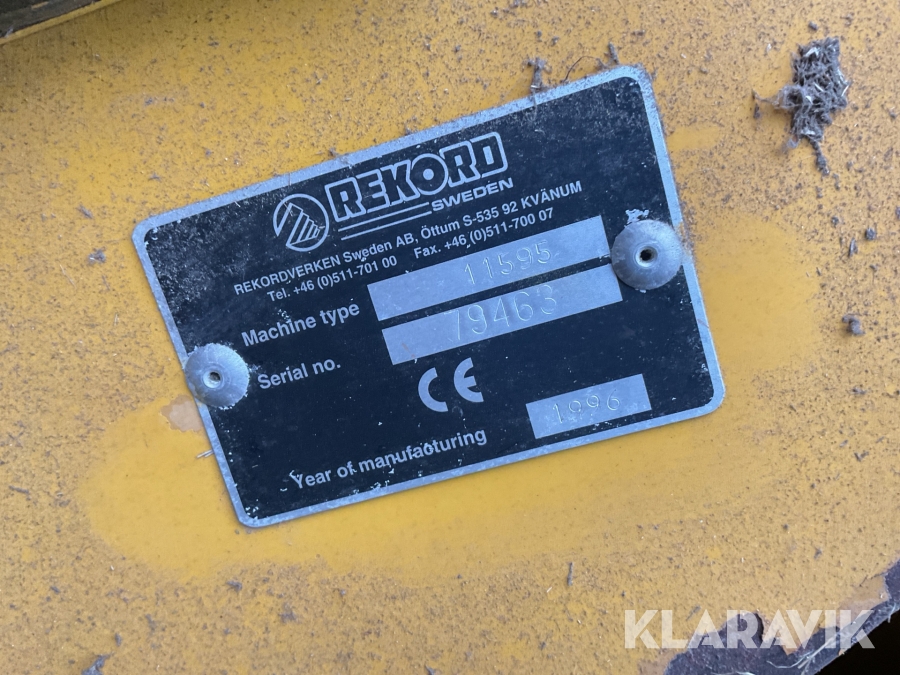 REKORD
SWEDEN
REKORDVERKEN Sweden AB, Öttum S-535 92 KVÄNUM
Tel. +46 (0)511-701 00 Fax. +46 (0)511-700 07
Machine type 11595
Serial no. 79463
CE
Year of manufacturing 1996
KLARAVIK